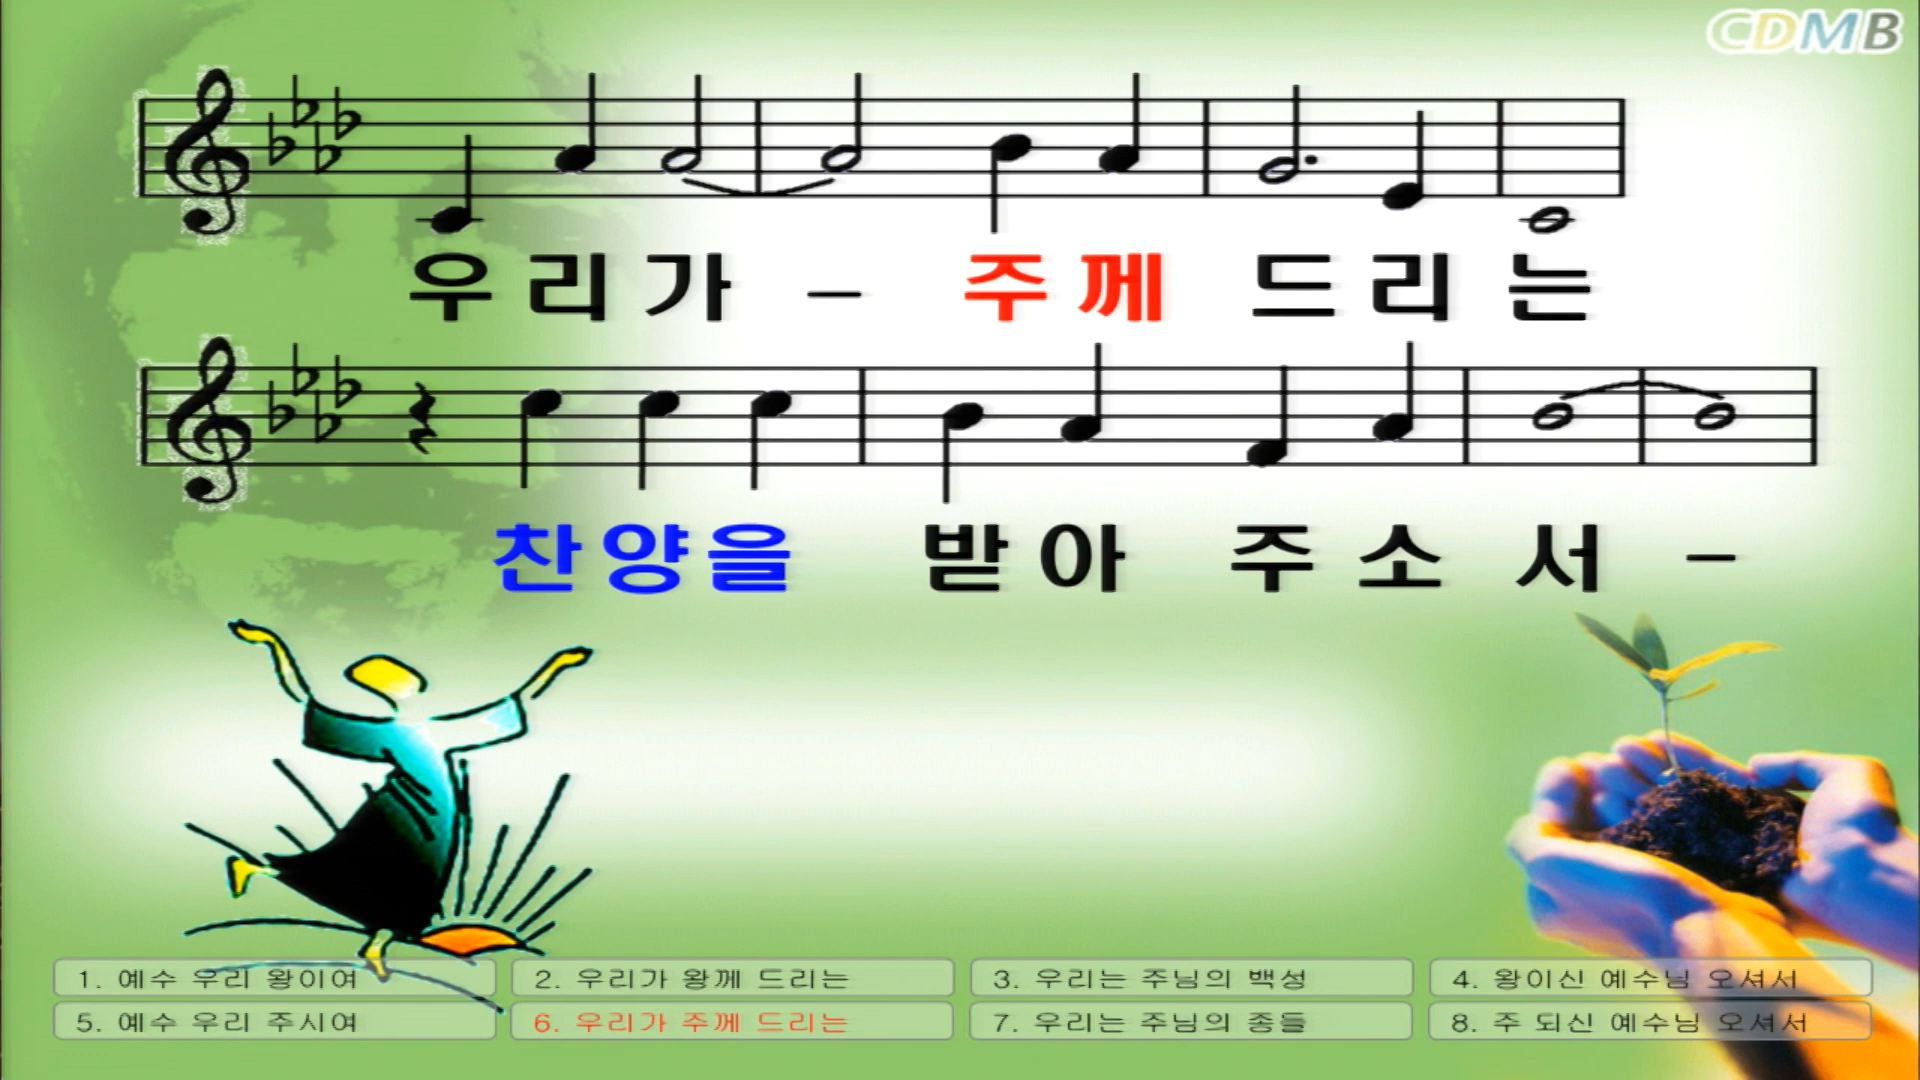 CDMB
우리가 - 주께 드리는
찬양을 받아 주소서 -
1. 예수 우리 왕이여
2. 우리가 왕께 드리는
3. 우리는 주님의 백성
4. 왕이신 예수님 오셔서
5. 예수 우리 주시여
6. 우리가 주께 드리는
7. 우리는 주님의 종들
8. 주 되신 예수님 오셔서